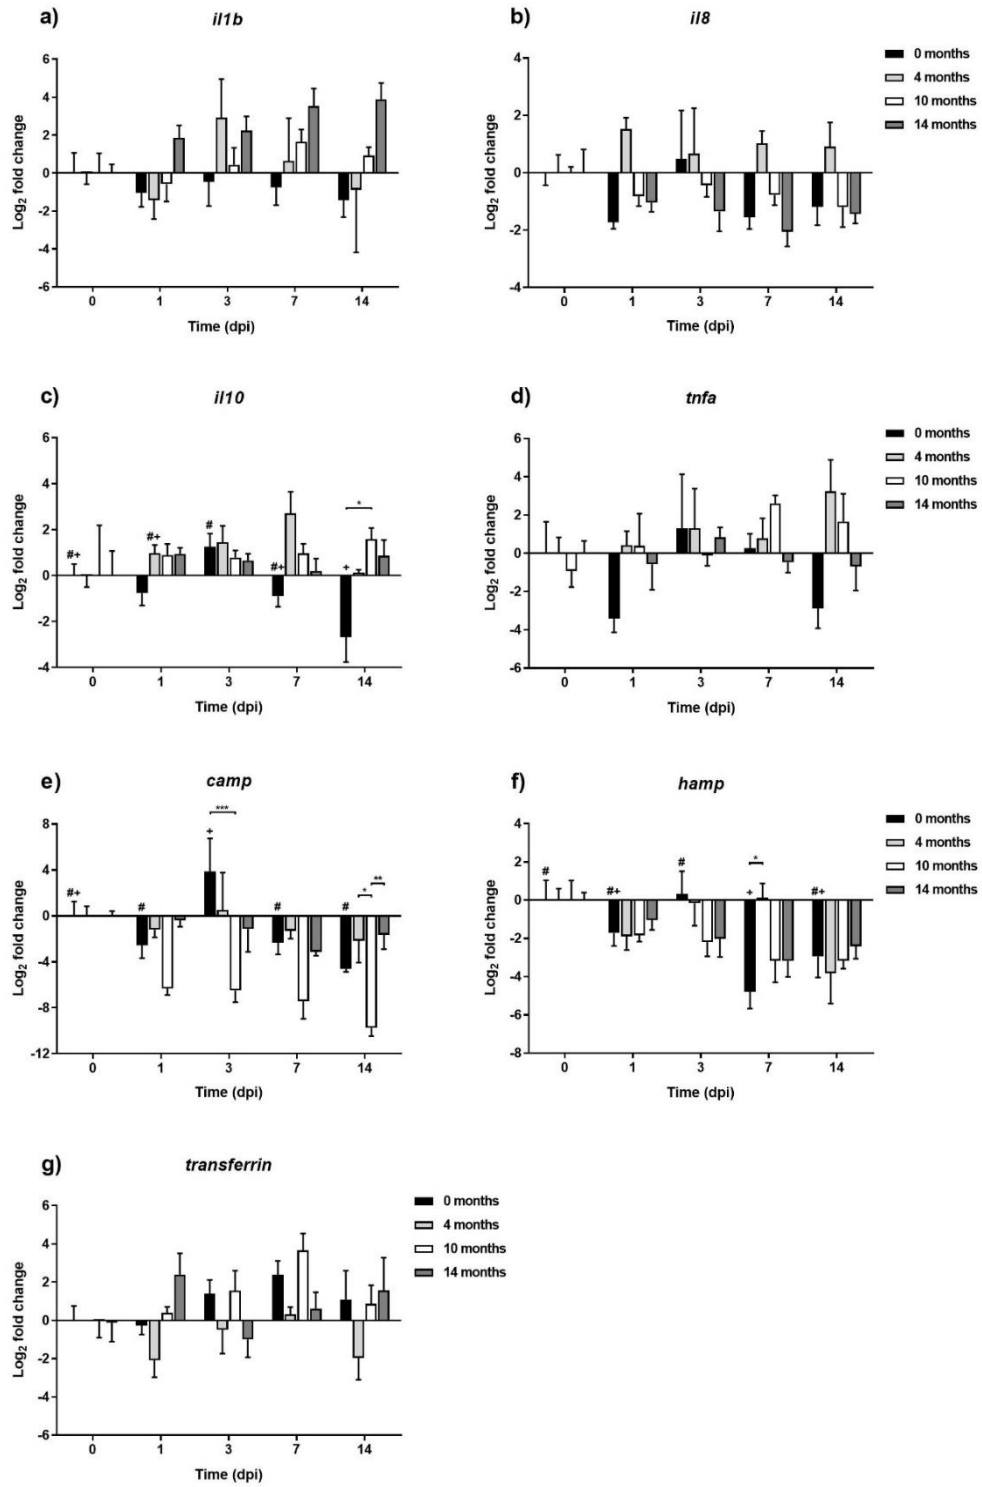 a) il1b
6
4
2
0
-2
-4
-6
Log2 fold change
0 1 3 7 14
Time (dpi)
b) il8
4
2
0
-2
-4
Log2 fold change
0 1 3 7 14
Time (dpi)
0 months
4 months
10 months
14 months
c) il10
6
4
2
0
-2
-4
Log2 fold change
#+ #+ # #+ + *
0 1 3 7 14
Time (dpi)
d) tnfa
6
4
2
0
-2
-4
-6
Log2 fold change
0 1 3 7 14
Time (dpi)
0 months
4 months
10 months
14 months
e) camp
8
4
0
-4
-8
-12
Log2 fold change
#+ # + *** # # * **
0 1 3 7 14
Time (dpi)
f) hamp
4
2
0
-2
-4
-6
-8
Log2 fold change
# #+ # + * #+
0 1 3 7 14
Time (dpi)
0 months
4 months
10 months
14 months
g) transferrin
6
4
2
0
-2
-4
-6
Log2 fold change
0 1 3 7 14
Time (dpi)
0 months
4 months
10 months
14 months